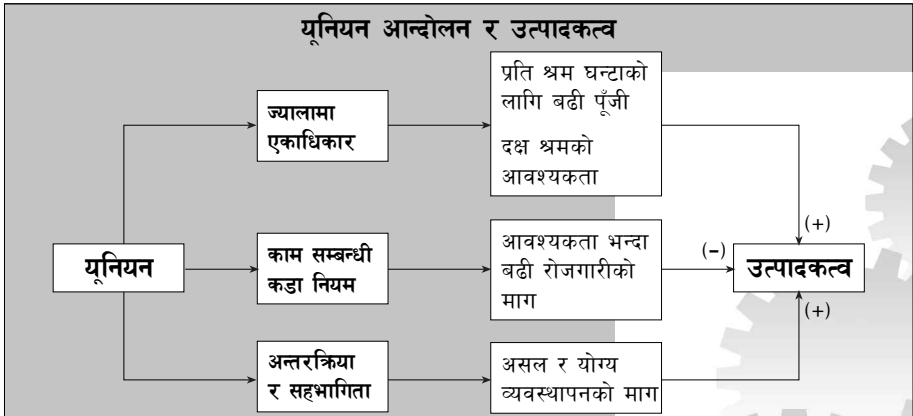 यूनियन आन्दोलन र उत्पादकत्व
ज्यालामा
एकाधिकार
प्रति श्रम घन्टाको
लागि बढी पूँजी
दक्ष श्रमको
आवश्यकता
(+)
यूनियन
काम सम्बन्धी
कडा नियम
आवश्यकता भन्दा
बढी रोजगारीको
माग
(–)
उत्पादकत्व
(+)
अन्तरक्रिया
र सहभागिता
असल र योग्य
व्यवस्थापनको माग